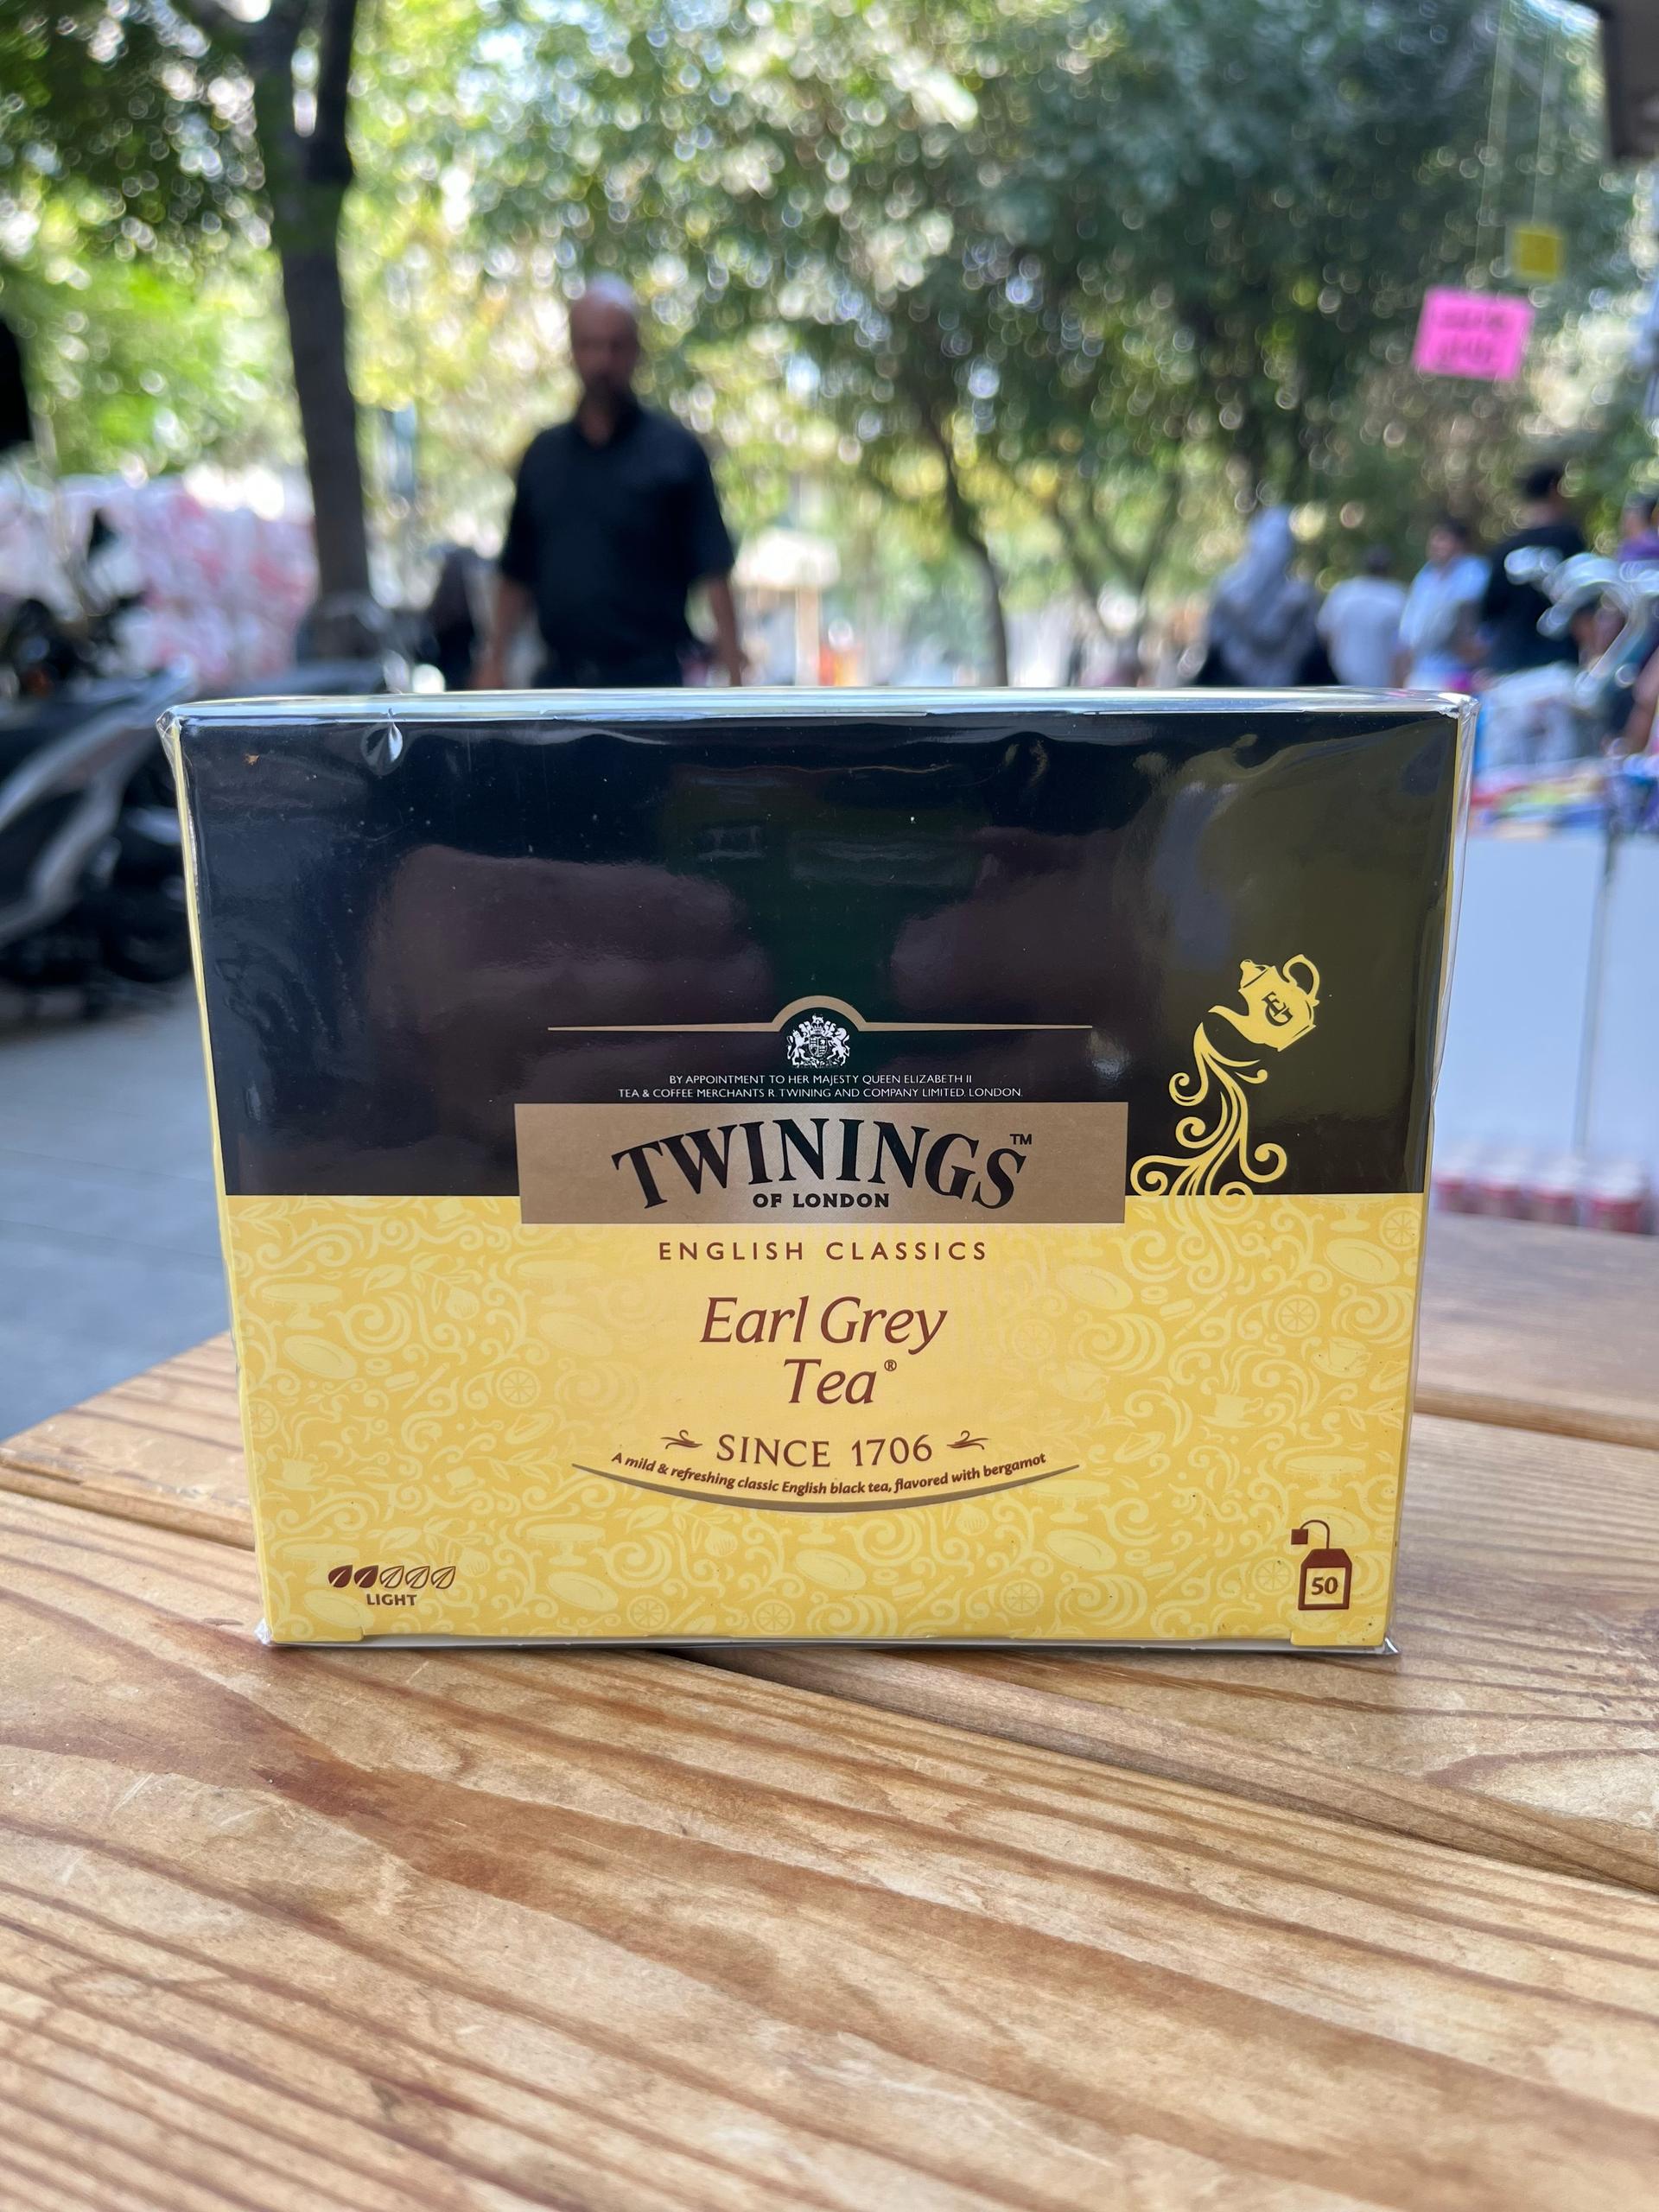 BY APPOINTMENT TO HER MAJESTY QUEEN ELIZABETH II
TEA & COFFEE MERCHANTS R. TWINING AND COMPANY LIMITED. LONDON.
TWININGS™
OF LONDON
ENGLISH CLASSICS
Earl Grey
Tea®
SINCE 1706
A mild & refreshing classic English black tea, flavored with bergamot
LIGHT
50